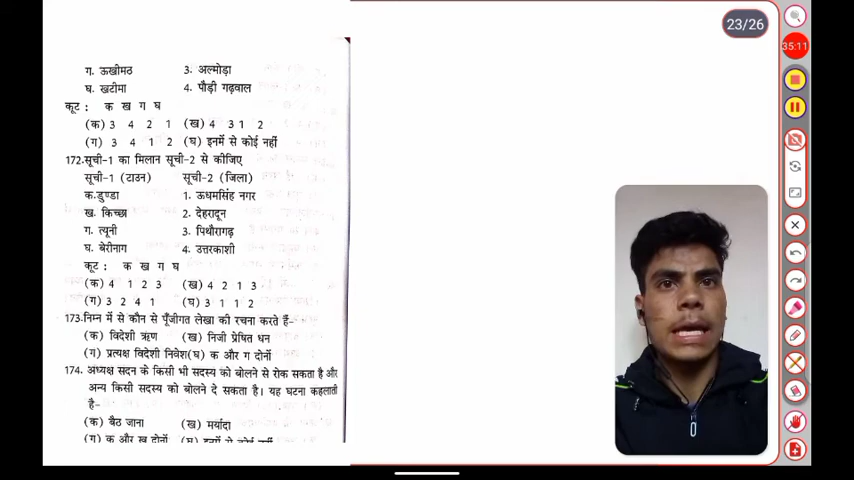 23/26
35:11
ग. ऊखीमठ 3. अल्मोड़ा
घ. खटीमा 4. पौड़ी गढ़वाल
कूट : क ख ग घ
(क) 3 4 2 1 (ख) 4 3 1 2
(ग) 3 4 1 2 (घ) इनमें से कोई नहीं
172. सूची-1 का मिलान सूची-2 से कीजिए
सूची-1 (टाउन) सूची-2 (जिला)
क. डुण्डा 1. ऊधमसिंह नगर
ख. किच्छा 2. देहरादून
ग. त्यूनी 3. पिथौरागढ़
घ. बेरीनाग 4. उत्तरकाशी
कूट : क ख ग घ
(क) 4 1 2 3 (ख) 4 2 1 3
(ग) 3 2 4 1 (घ) 3 1 1 2
173. निम्न में से कौन से पूँजीगत लेखा की रचना करते हैं-
(क) विदेशी ऋण (ख) निजी प्रेषित धन
(ग) प्रत्यक्ष विदेशी निवेश (घ) क और ग दोनों
174. अध्यक्ष सदन के किसी भी सदस्य को बोलने से रोक सकता है और
अन्य किसी सदस्य को बोलने दे सकता है। यह घटना कहलाती
है-
(क) बैठ जाना (ख) मर्यादा
(ग) क और ख दोनों (घ) इनमें से कोई नहीं